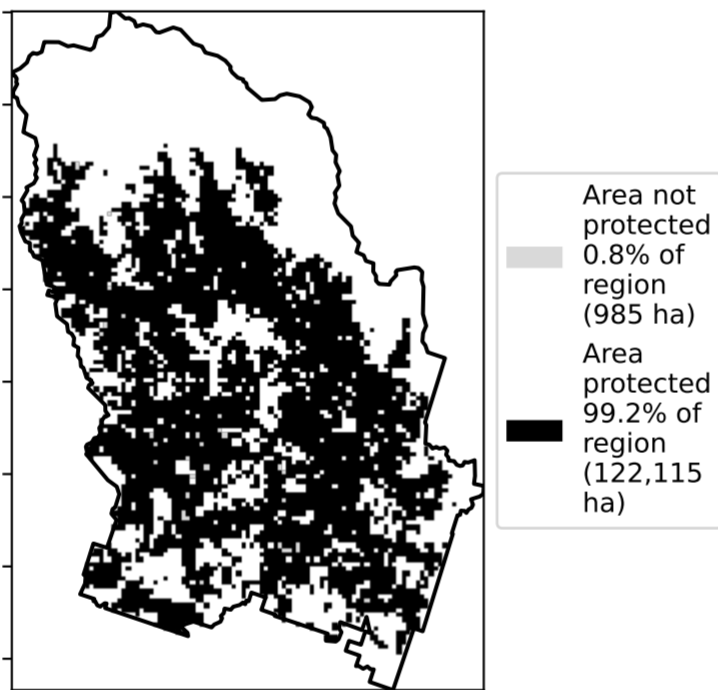 Area not
protected
0.8% of
region
(985 ha)
Area
protected
99.2% of
region
(122,115
ha)